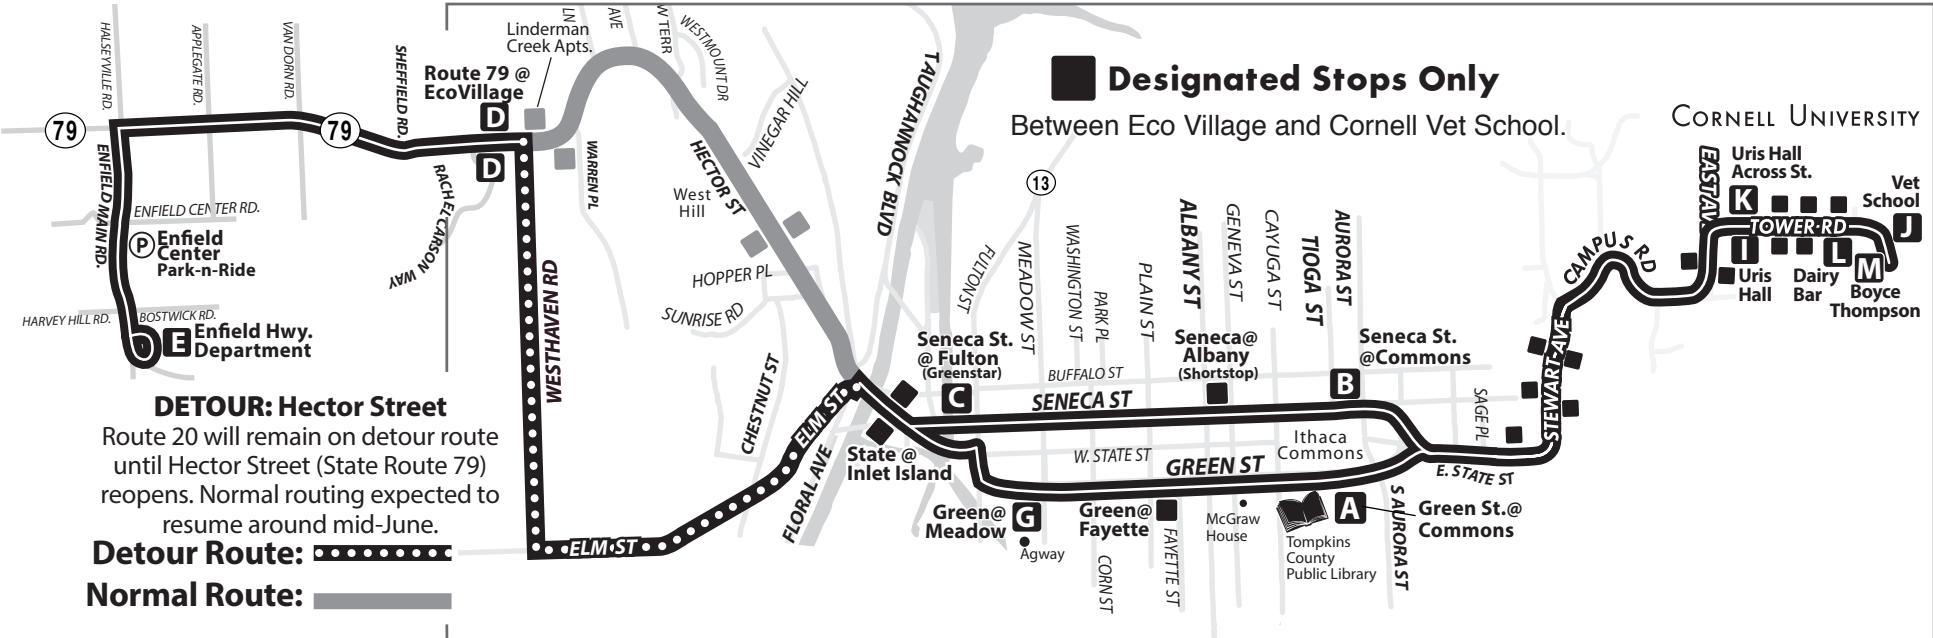 HALSEYVILLE RD.
APPLEGATE RD.
VAN DORN RD.
SHEFFIELD RD.
Linderman
Creek Apts.
LN
AVE
W TERR
WESTMOUNT DR
Route 79 @
EcoVillage
D
79
79
D
ENFIELD MAIN RD.
ENFIELD CENTER RD.
P
Enfield
Center
Park-n-Ride
RACHEL CARSON WAY
HARVEY HILL RD.
BOSTWICK RD.
E
Enfield Hwy.
Department
WARREN PL
HECTOR ST
VINEGAR HILL
West
Hill
HOPPER PL
SUNRISE RD
WESTHAVEN RD
CHESTNUT ST
ELM ST
ELM ST
FLORAL AVE
TAUGHANNOCK BLVD
Designated Stops Only
Between Eco Village and Cornell Vet School.
13
FULTON ST
MEADOW ST
WASHINGTON ST
PARK PL
PLAIN ST
ALBANY ST
GENEVA ST
CAYUGA ST
TIOGA ST
AURORA ST
Seneca St.
@ Fulton
(Greenstar)
C
Seneca@
Albany
(Shortstop)
Seneca St.
@Commons
B
BUFFALO ST
SENECA ST
State @
Inlet Island
W. STATE ST
GREEN ST
Ithaca
Commons
SAGE PL
E. STATE ST
STEWART AVE
Green@
Meadow
G
Agway
Green@
Fayette
CORN ST
FAYETTE ST
McGraw
House
Tompkins
County
Public Library
A
Green St.@
Commons
S AURORA ST
CORNELL UNIVERSITY
CAMPUS RD
EAST AV
Uris Hall
Across St.
K
TOWER RD
Vet
School
J
I
Uris
Hall
L
Dairy
Bar
M
Boyce
Thompson
DETOUR: Hector Street
Route 20 will remain on detour route
until Hector Street (State Route 79)
reopens. Normal routing expected to
resume around mid-June.
Detour Route:
Normal Route: